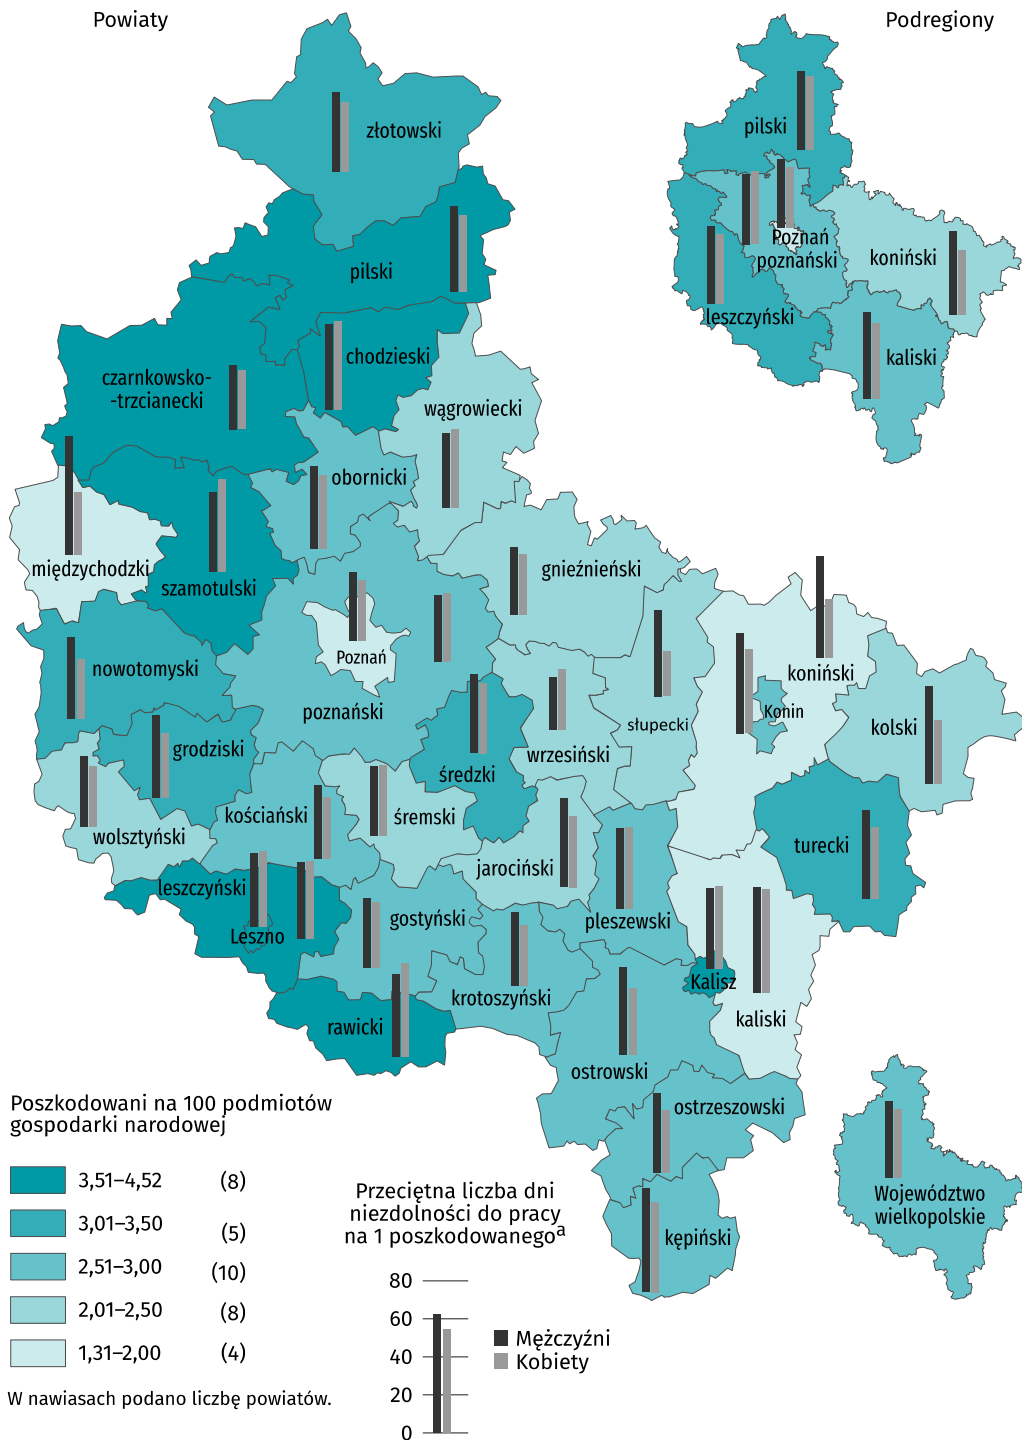 Powiaty
Podregiony
złotowski
pilski
chodzieski
czarnkowsko-
-trzcianecki
wągrowiecki
obornicki
międzychodzki
szamotulski
gnieźnieński
nowotomyski
Poznań
poznański
koniński
Konin
kolski
słupecki
wrzesiński
grodziski
średzki
kościański
śremski
wolsztyński
turecki
jarociński
leszczyński
Leszno
gostyński
pleszewski
Kalisz
kaliski
krotoszyński
rawicki
ostrowski
ostrzeszowski
kępiński
pilski
Poznań
poznański
koniński
leszczyński
kaliski
Województwo
wielkopolskie
Poszkodowani na 100 podmiotów
gospodarki narodowej
3,51–4,52 (8)
3,01–3,50 (5)
2,51–3,00 (10)
2,01–2,50 (8)
1,31–2,00 (4)
W nawiasach podano liczbę powiatów.
Przeciętna liczba dni
niezdolności do pracy
na 1 poszkodowanegoᵃ
80
60
40
20
0
Mężczyźni
Kobiety